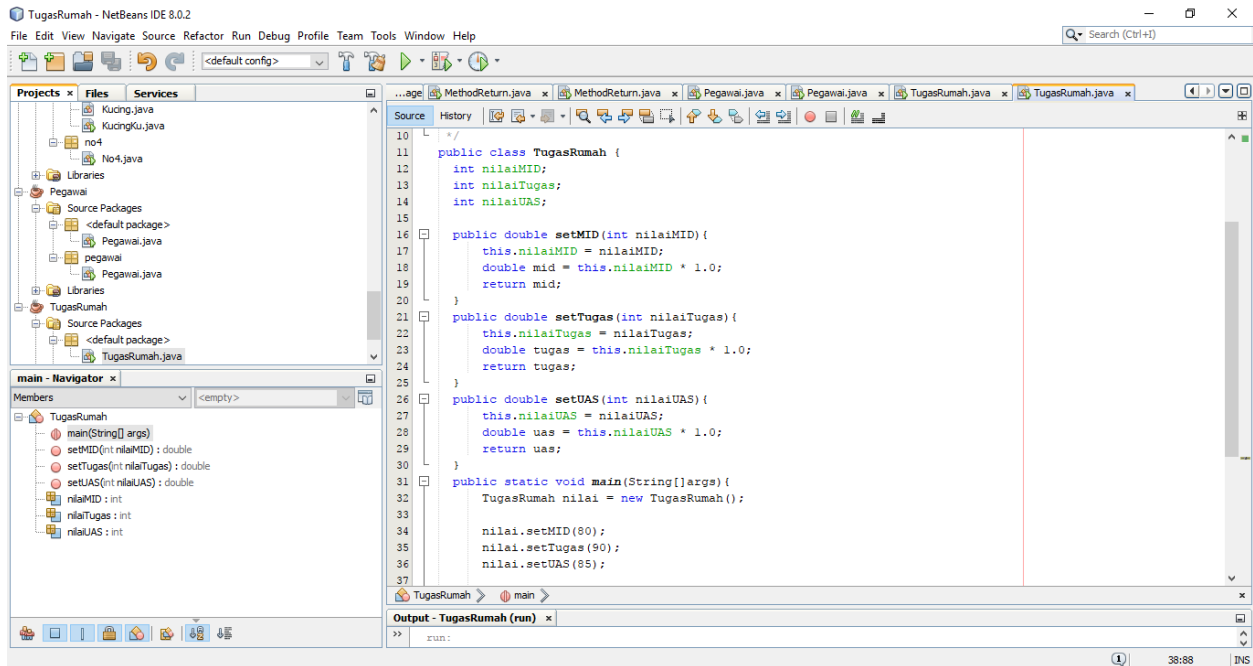 TugasRumah - NetBeans IDE 8.0.2
File Edit View Navigate Source Refactor Run Debug Profile Team Tools Window Help
Search (Ctrl+I)
<default config>
Projects x Files Services
Kucing.java
KucingKu.java
no4
No4.java
Libraries
Pegawai
Source Packages
<default package>
Pegawai.java
pegawai
Pegawai.java
Libraries
TugasRumah
Source Packages
<default package>
TugasRumah.java
main - Navigator x
Members <empty>
TugasRumah
main(String[] args)
setMID(int nilaiMID) : double
setTugas(int nilaiTugas) : double
setUAS(int nilaiUAS) : double
nilaiMID : int
nilaiTugas : int
nilaiUAS : int
...age MethodReturn.java x MethodReturn.java x Pegawai.java x Pegawai.java x TugasRumah.java x TugasRumah.java x
Source History
10 */
11 public class TugasRumah {
12 int nilaiMID;
13 int nilaiTugas;
14 int nilaiUAS;
15
16 public double setMID(int nilaiMID){
17 this.nilaiMID = nilaiMID;
18 double mid = this.nilaiMID * 1.0;
19 return mid;
20 }
21 public double setTugas(int nilaiTugas){
22 this.nilaiTugas = nilaiTugas;
23 double tugas = this.nilaiTugas * 1.0;
24 return tugas;
25 }
26 public double setUAS(int nilaiUAS){
27 this.nilaiUAS = nilaiUAS;
28 double uas = this.nilaiUAS * 1.0;
29 return uas;
30 }
31 public static void main(String[]args){
32 TugasRumah nilai = new TugasRumah();
33
34 nilai.setMID(80);
35 nilai.setTugas(90);
36 nilai.setUAS(85);
37
TugasRumah main
Output - TugasRumah (run) x
run:
1 38:88 INS